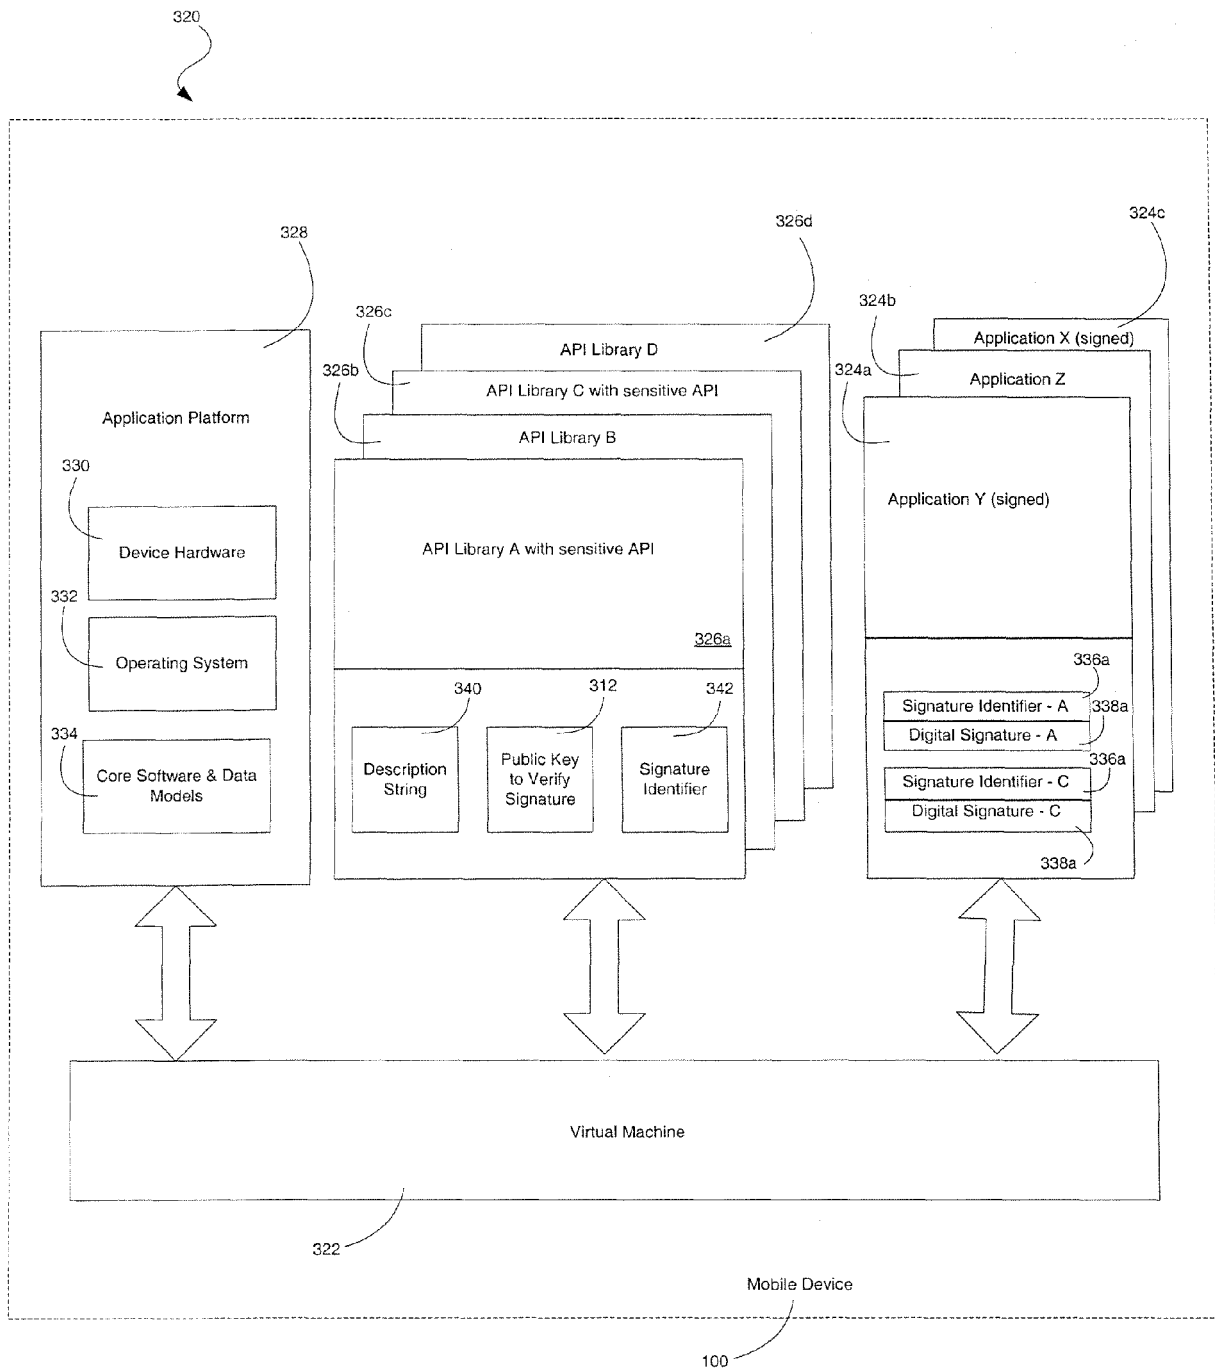 320
328
326d
324c
326c
324b
326b
324a
Application X (signed)
API Library D
Application Z
API Library C with sensitive API
Application Platform
API Library B
330
Application Y (signed)
Device Hardware
API Library A with sensitive API
332
326a
Operating System
340
312
342
336a
Signature Identifier - A
338a
Digital Signature - A
334
Core Software & Data
Models
Description
String
Public Key
to Verify
Signature
Signature
Identifier
336a
Signature Identifier - C
Digital Signature - C
338a
Virtual Machine
322
Mobile Device
100